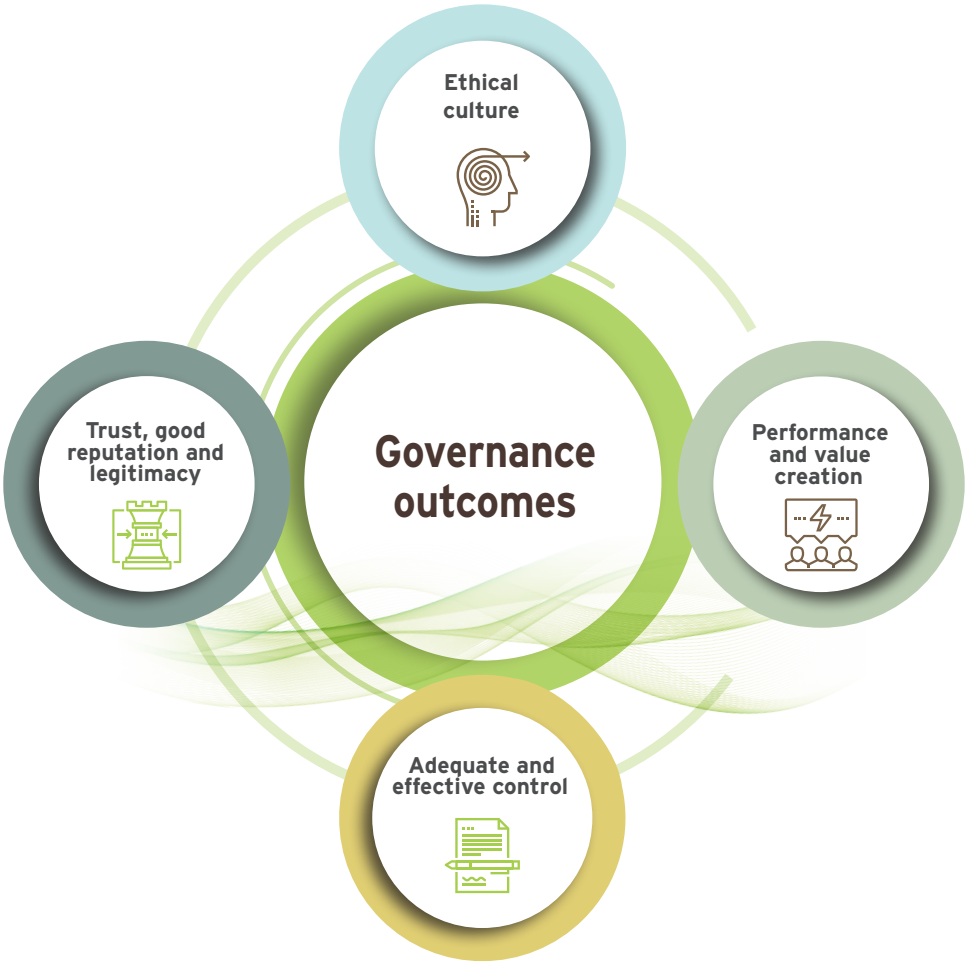 Ethical
culture
Trust, good
reputation and
legitimacy
Governance
outcomes
Performance
and value
creation
Adequate and
effective control